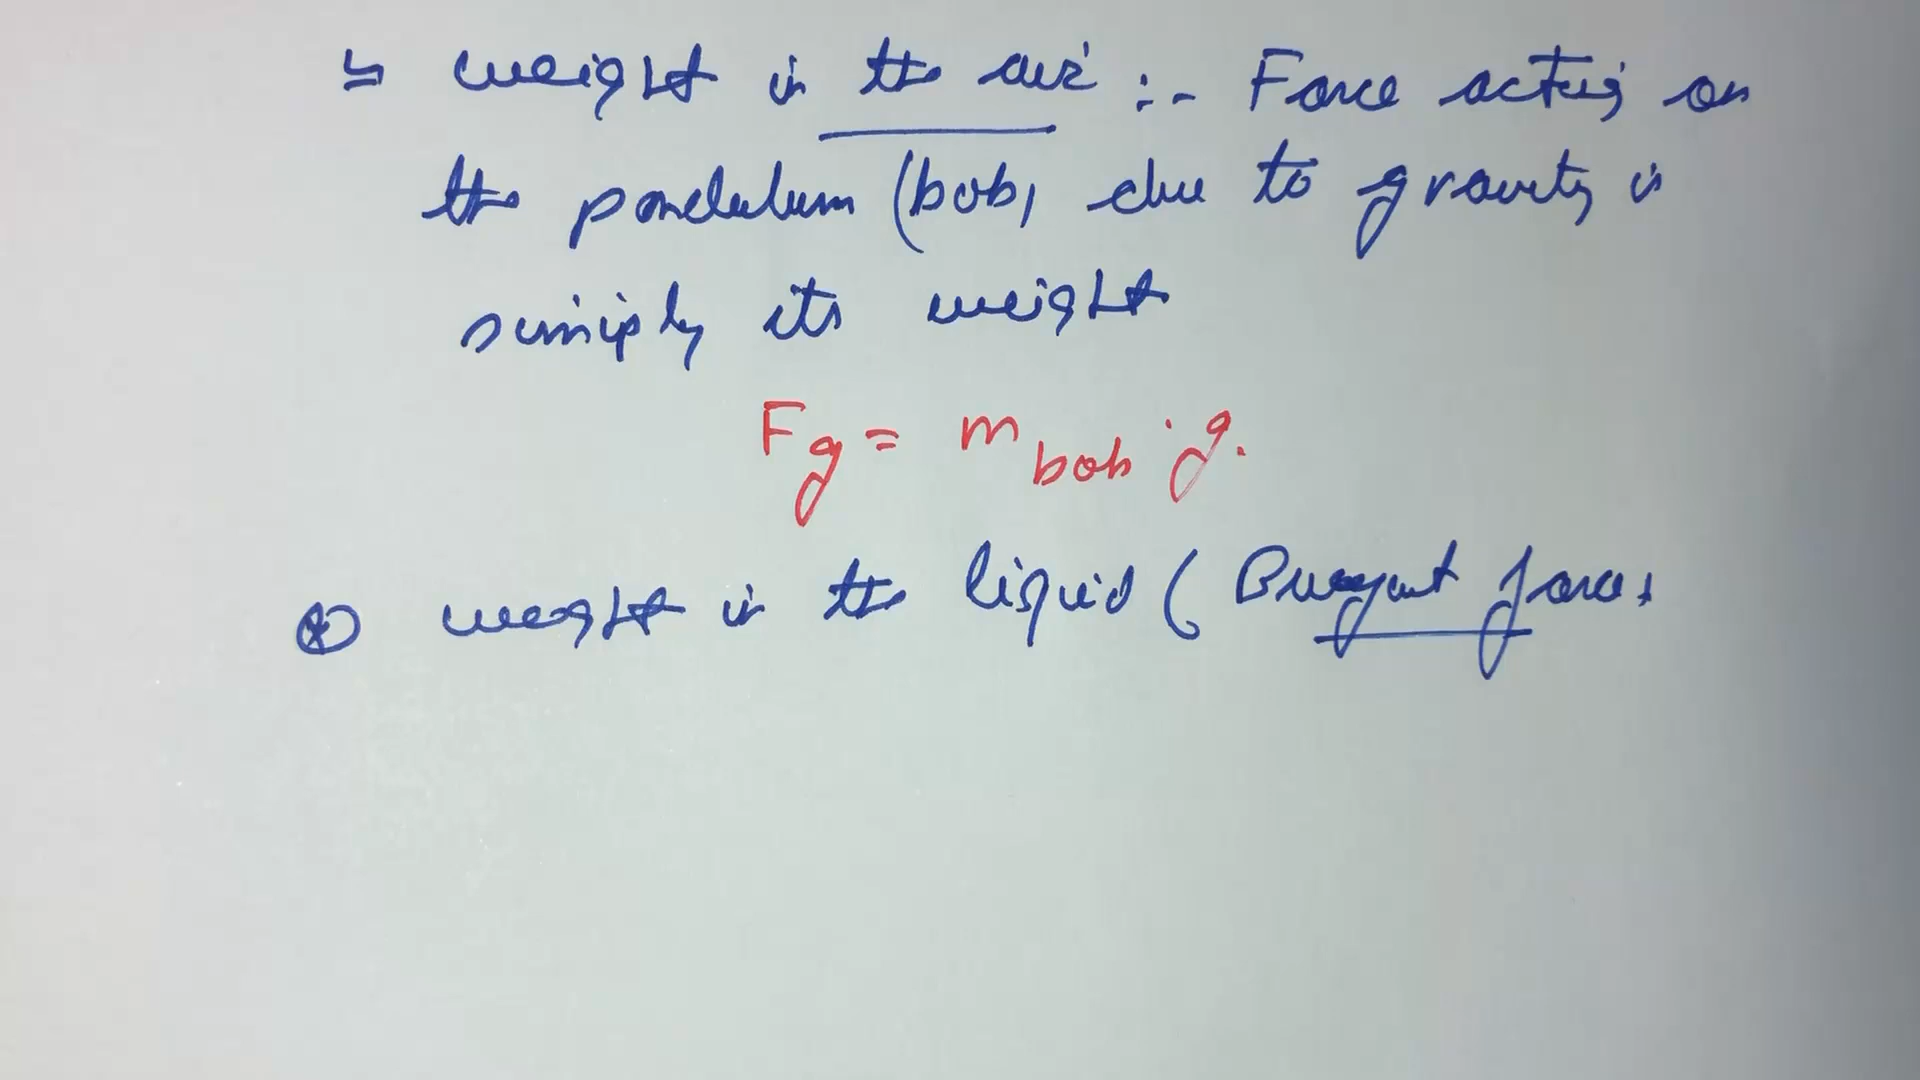 ↳ weight in the air :- Force acting on
the pendulum (bob) due to gravity is
simply its weight
Fg = m bob · g.
⊛ weight in the liquid ( Buoyant force)